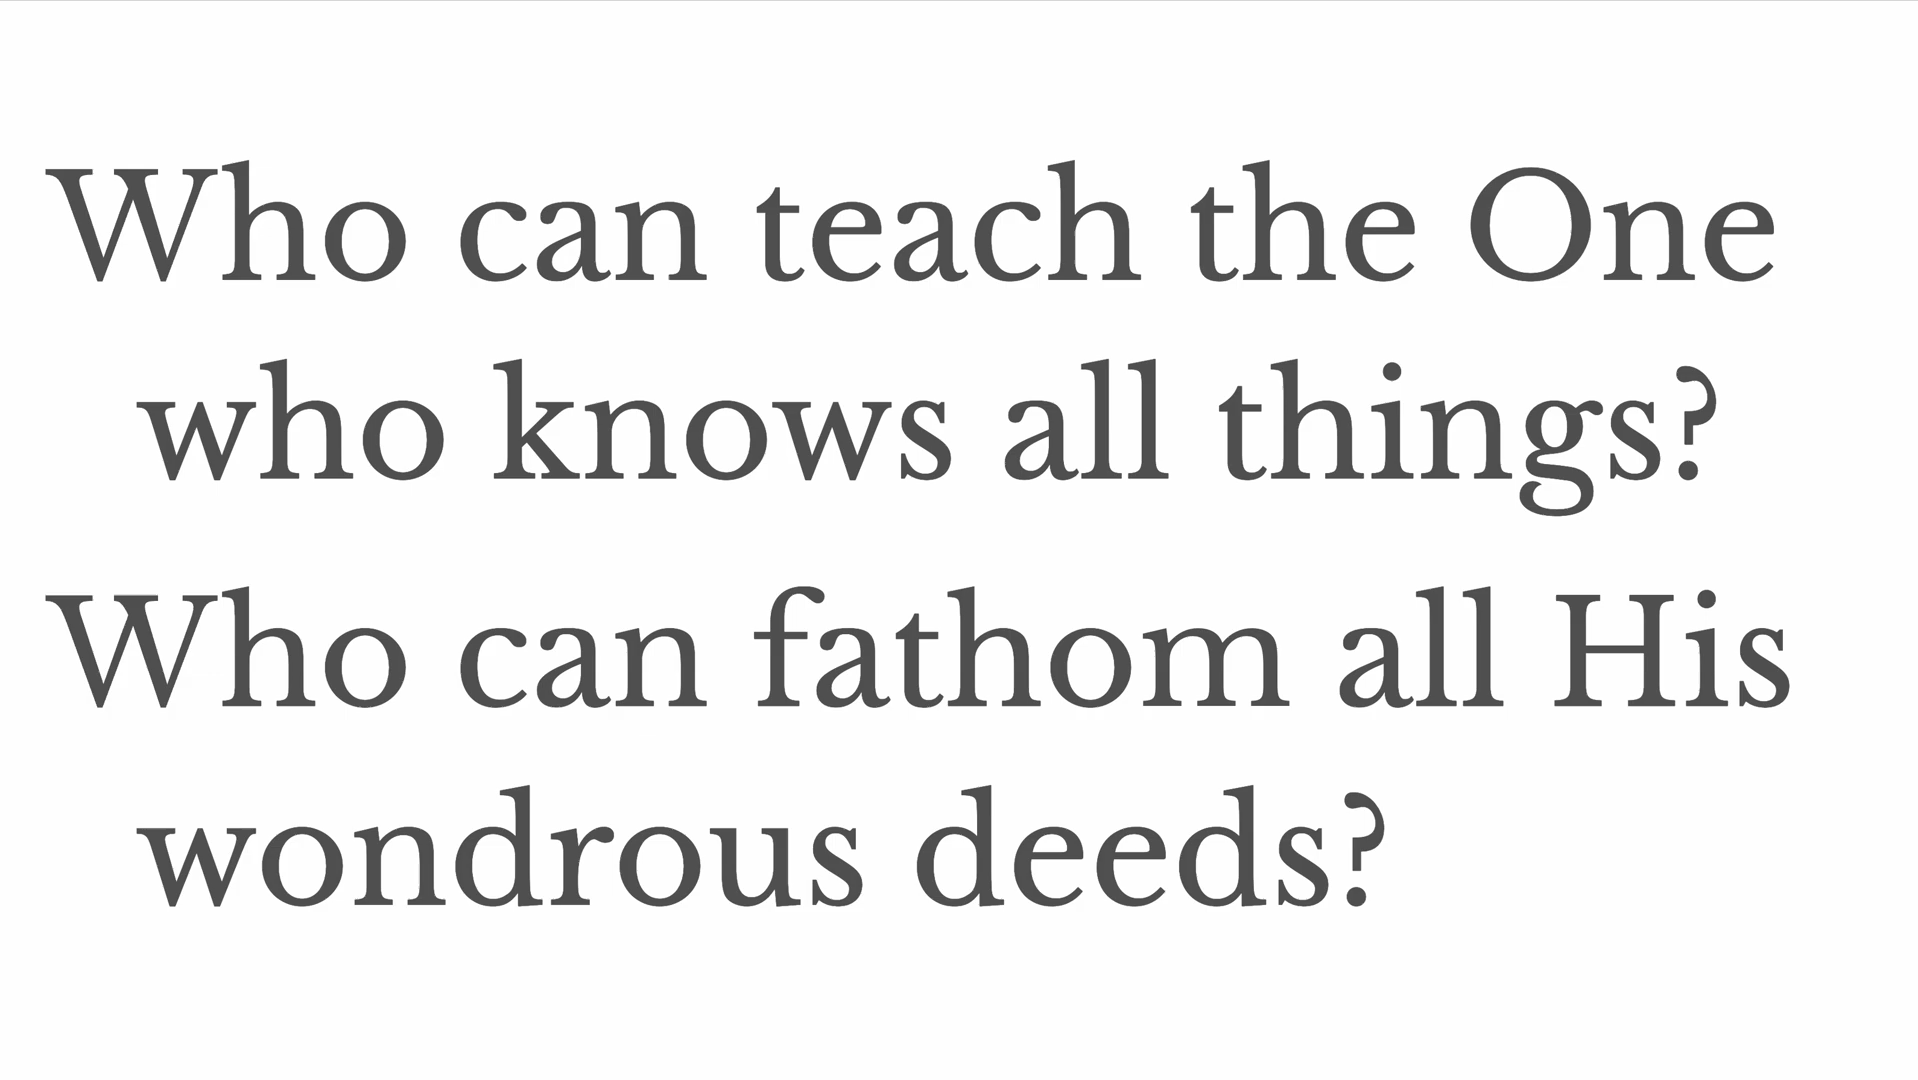 Who can teach the One
who knows all things?
Who can fathom all His
wondrous deeds?